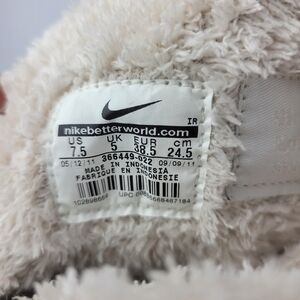 IR
nikebetterworld.com
US UK EUR cm
7.5 5 38.5 24.5
05/12/11 366449-022 09/09/11
MADE IN INDONESIA
FABRIQUE EN INDONESIE